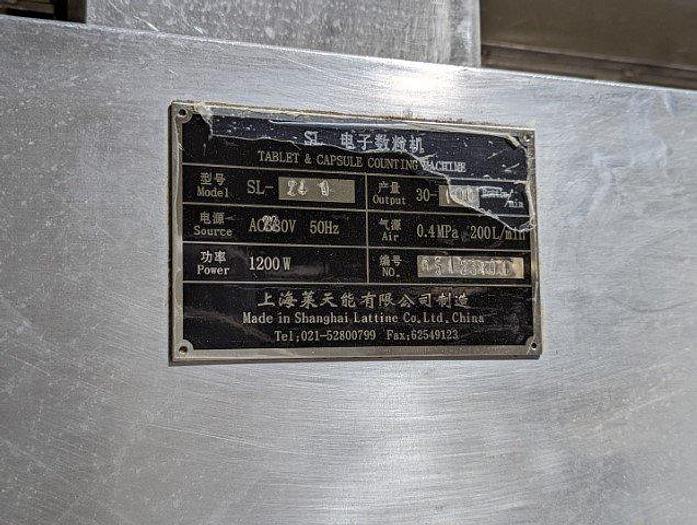 SL 电子数粒机
TABLET & CAPSULE COUNTING MACHINE
型号 Model SL-
产量 Output 30- /min
电源 Source 50Hz
气源 Air 0.4MPa 200L/min
功率 Power 1200W
编号 NO.
上海莱天能有限公司制造
Made in Shanghai Lattine Co,Ltd,China
Tel;021-52800799 Fax;62549123